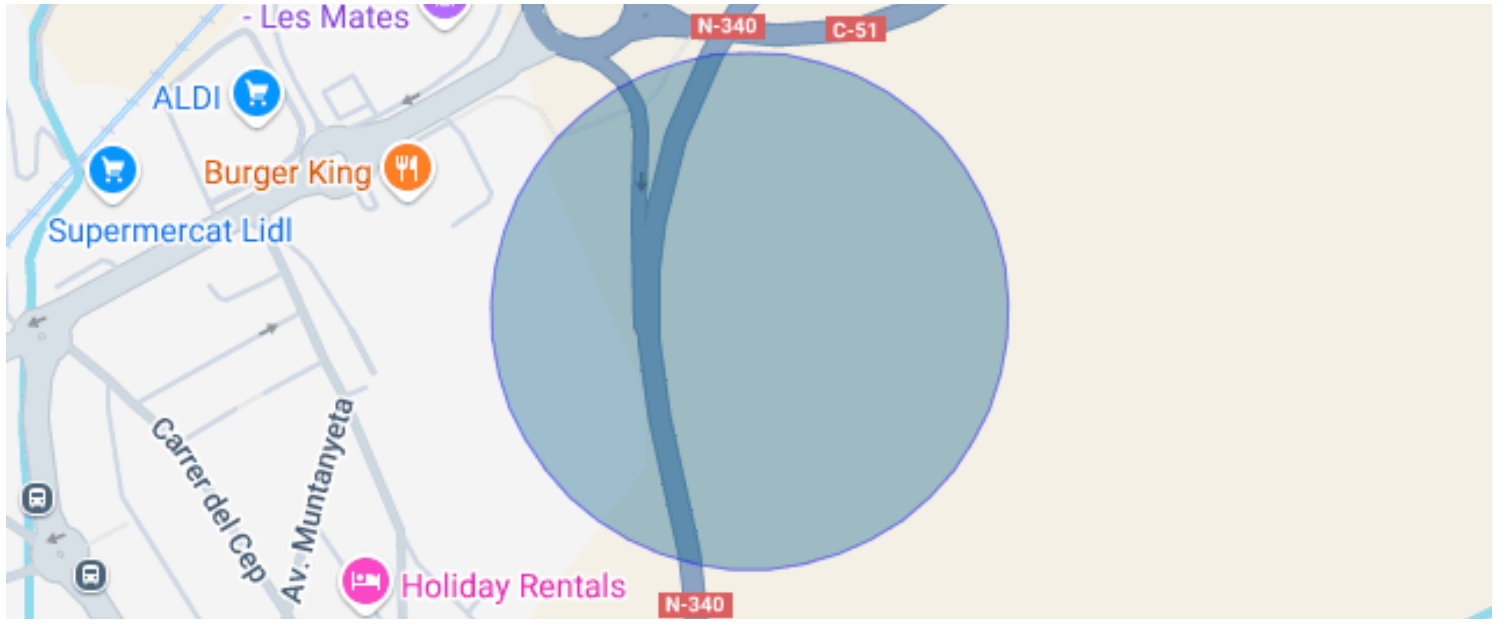 - Les Mates
N-340
C-51
ALDI
Burger King
Supermercat Lidl
Carrer del Cep
Av. Muntanyeta
Holiday Rentals
N-340